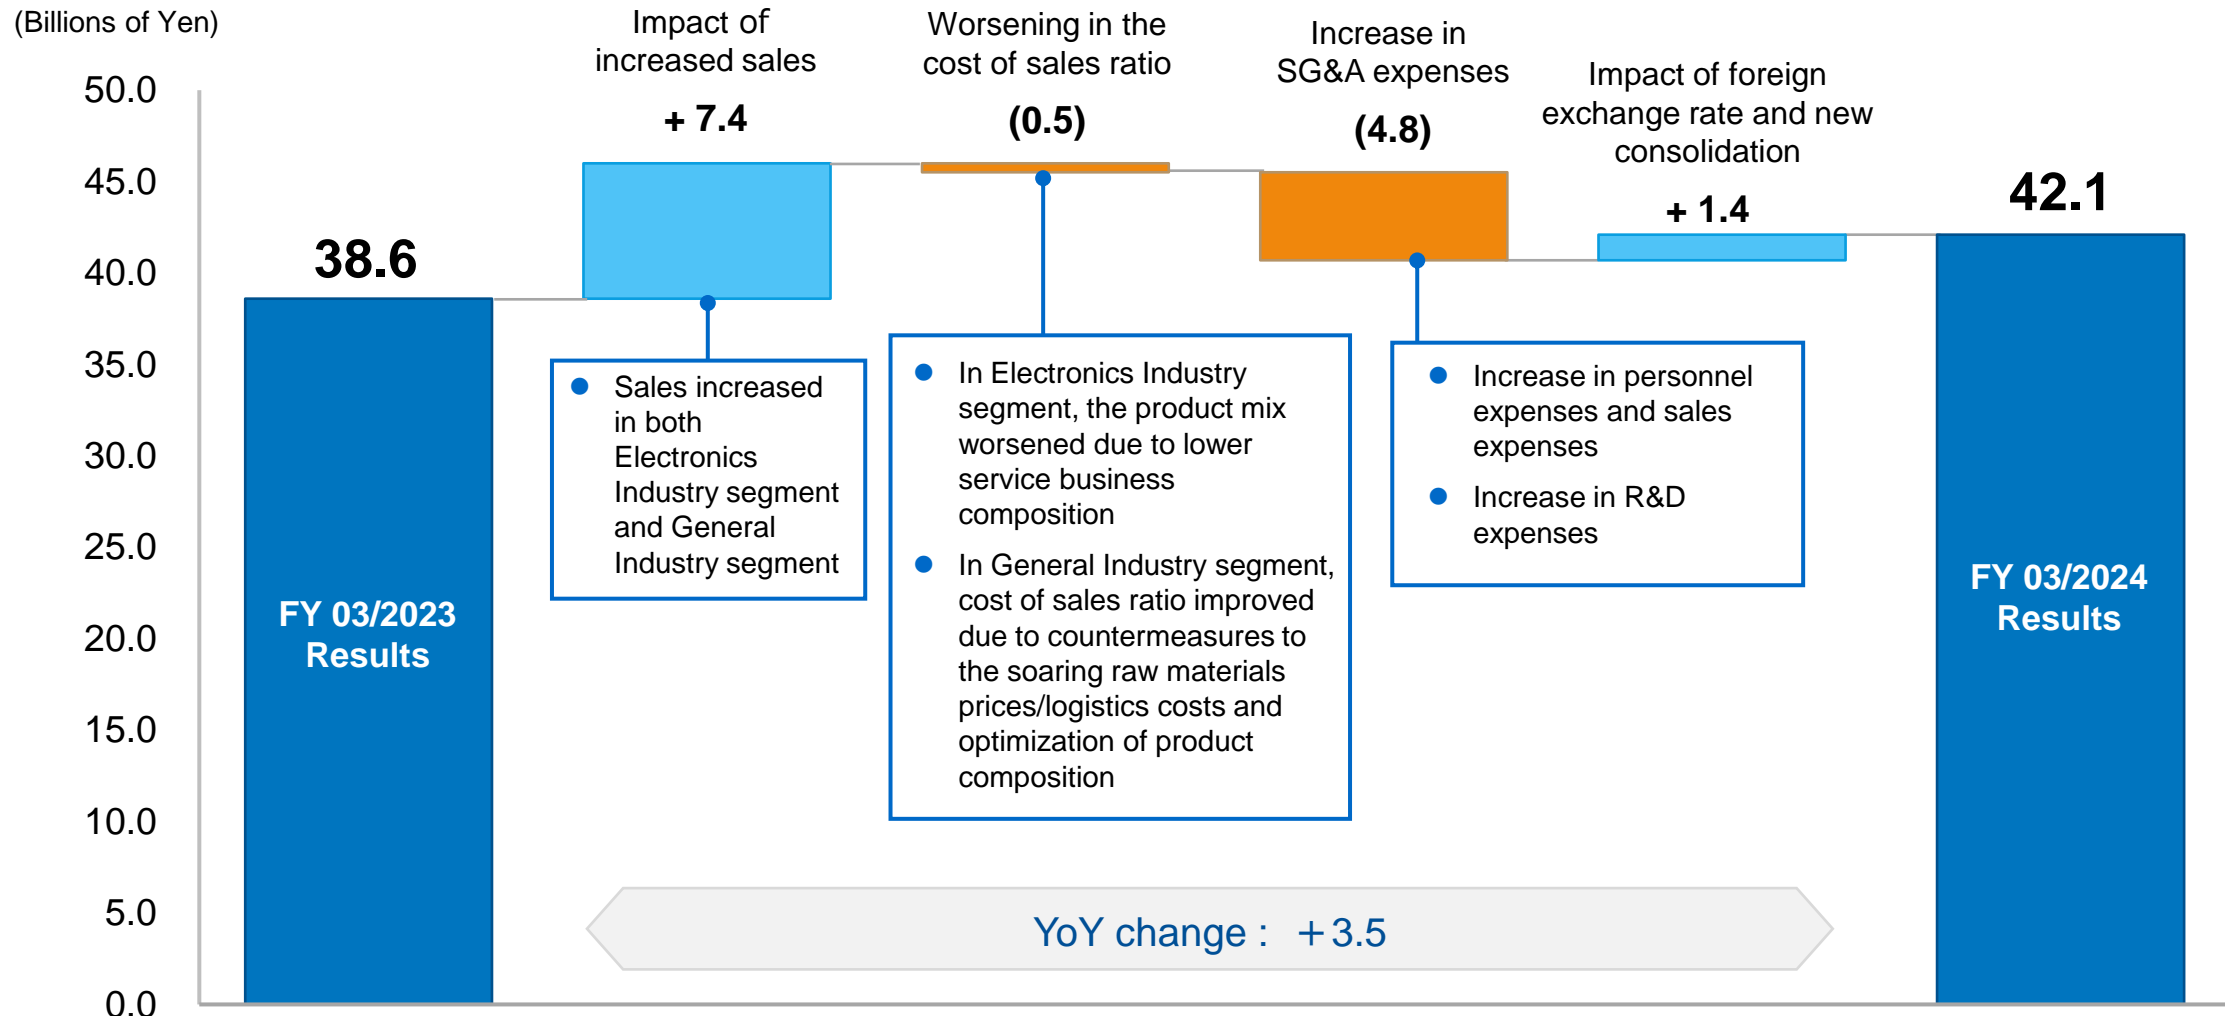 (Billions of Yen)
Impact of
increased sales
+ 7.4
Worsening in the
cost of sales ratio
(0.5)
Increase in
SG&A expenses
(4.8)
Impact of foreign
exchange rate and new
consolidation
+ 1.4
50.0
45.0
40.0
35.0
30.0
25.0
20.0
15.0
10.0
5.0
0.0
38.6
FY 03/2023
Results
● Sales increased
in both
Electronics
Industry segment
and General
Industry segment
● In Electronics Industry
segment, the product mix
worsened due to lower
service business
composition
● In General Industry segment,
cost of sales ratio improved
due to countermeasures to
the soaring raw materials
prices/logistics costs and
optimization of product
composition
● Increase in personnel
expenses and sales
expenses
● Increase in R&D
expenses
42.1
FY 03/2024
Results
YoY change : ＋3.5